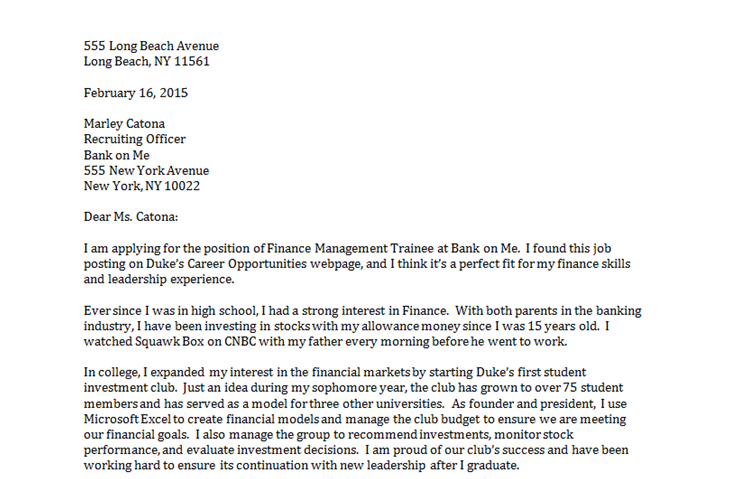 555 Long Beach Avenue
Long Beach, NY 11561
February 16, 2015
Marley Catona
Recruiting Officer
Bank on Me
555 New York Avenue
New York, NY 10022
Dear Ms. Catona:
I am applying for the position of Finance Management Trainee at Bank on Me.  I found this job
posting on Duke's Career Opportunities webpage, and I think it's a perfect fit for my finance skills
and leadership experience.
Ever since I was in high school, I had a strong interest in Finance.  With both parents in the banking
industry, I have been investing in stocks with my allowance money since I was 15 years old.  I
watched Squawk Box on CNBC with my father every morning before he went to work.
In college, I expanded my interest in the financial markets by starting Duke's first student
investment club.  Just an idea during my sophomore year, the club has grown to over 75 student
members and has served as a model for three other universities.  As founder and president, I use
Microsoft Excel to create financial models and manage the club budget to ensure we are meeting
our financial goals.  I also manage the group to recommend investments, monitor stock
performance, and evaluate investment decisions.  I am proud of our club's success and have been
working hard to ensure its continuation with new leadership after I graduate.